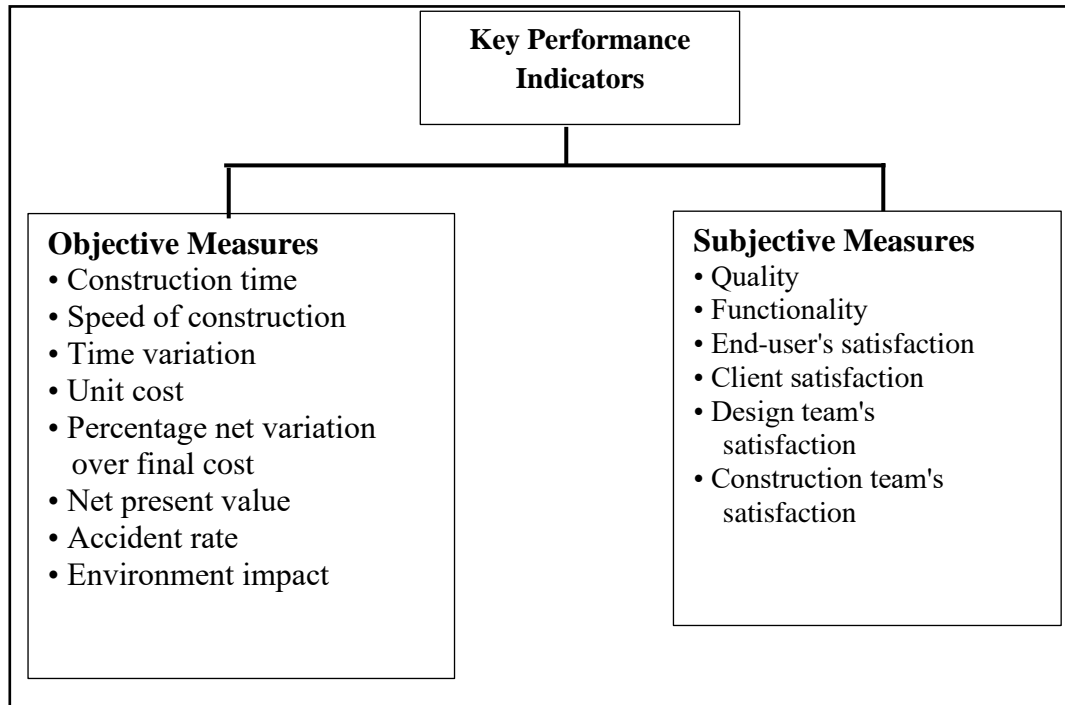 Key Performance
Indicators
Objective Measures
• Construction time
• Speed of construction
• Time variation
• Unit cost
• Percentage net variation
over final cost
• Net present value
• Accident rate
• Environment impact
Subjective Measures
• Quality
• Functionality
• End-user's satisfaction
• Client satisfaction
• Design team's
satisfaction
• Construction team's
satisfaction